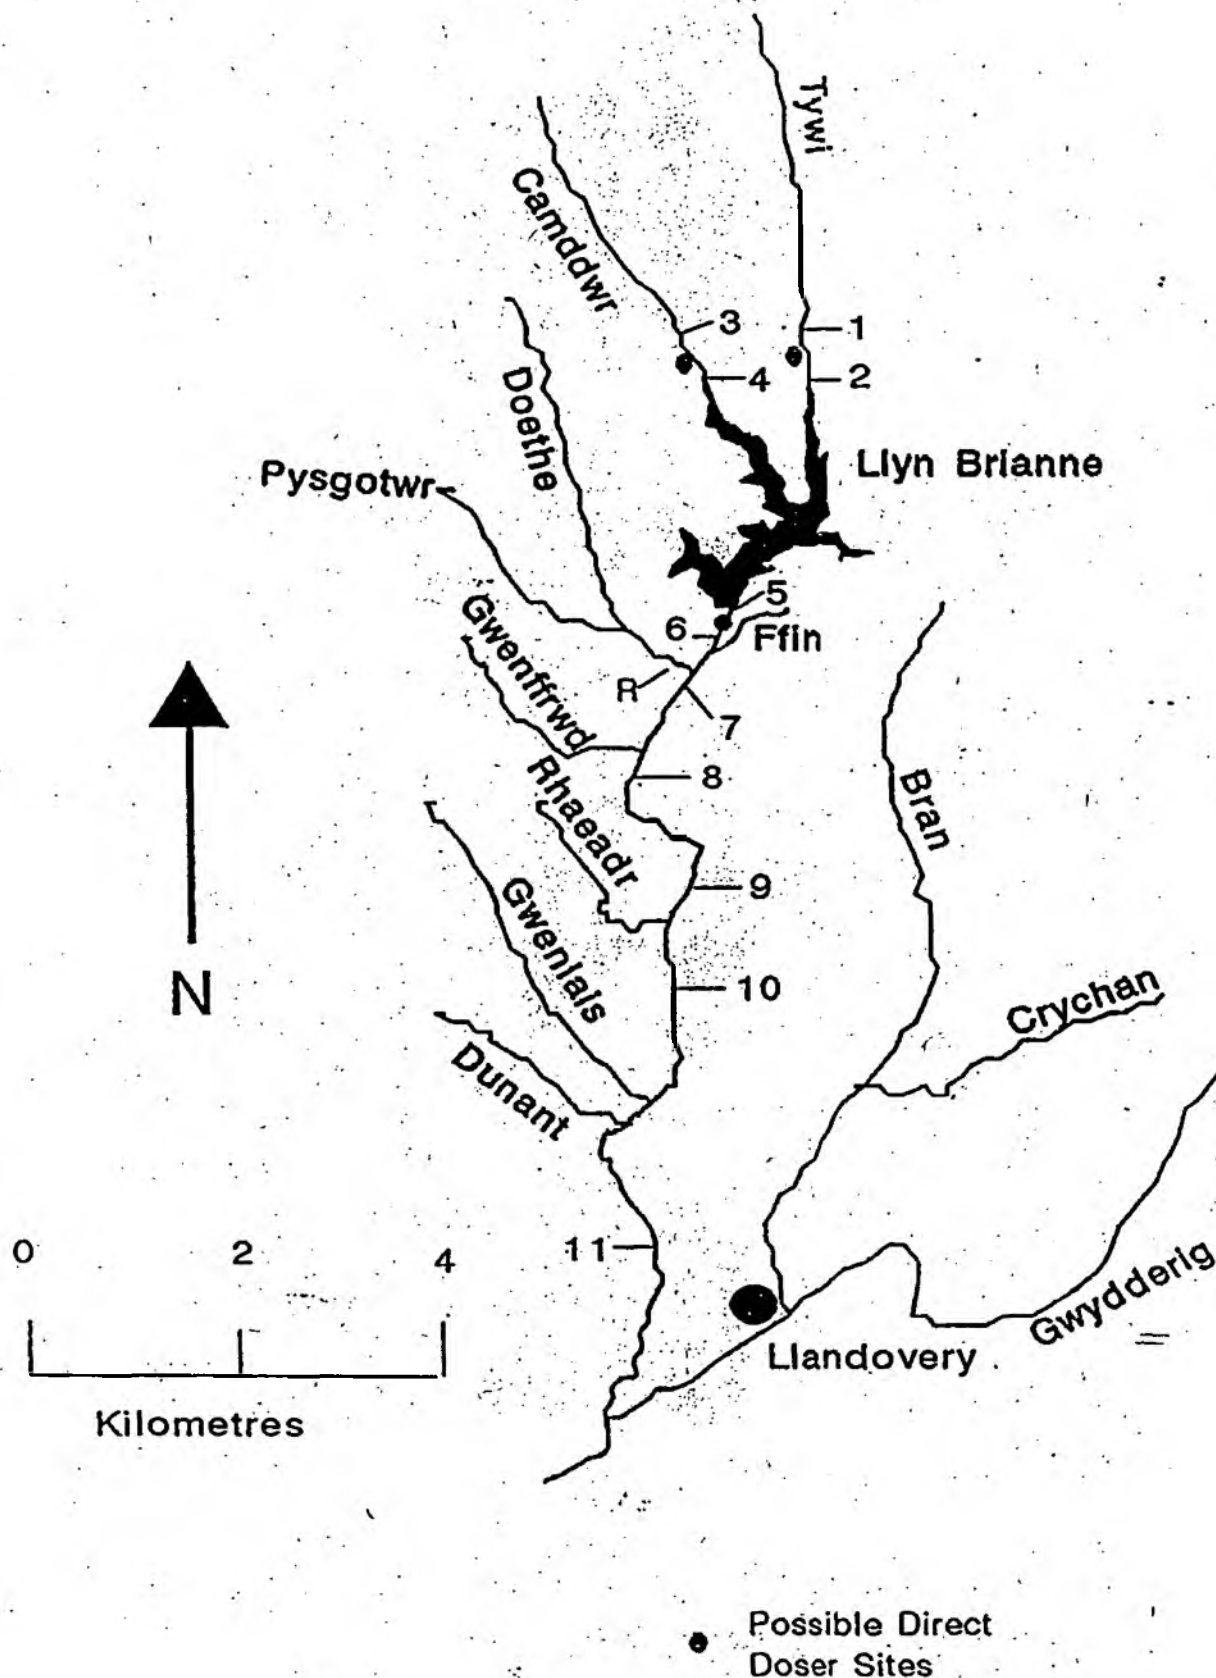 Tywi
Camddwr
3
1
4
2
Doethe
Llyn Brianne
Pysgotwr
5
6
Ffin
Gwenffrwd
R
7
8
Rhaeadr
Bran
9
Gwenlais
10
N
Crychan
Dunant
11
0
2
4
Gwydderig
Llandovery
Kilometres
Possible Direct
Doser Sites